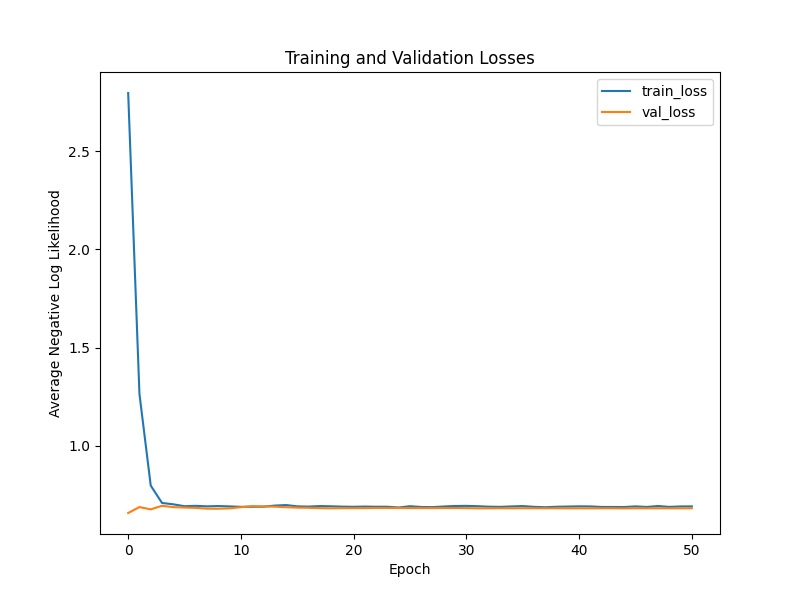 Training and Validation Losses
train_loss
val_loss
Average Negative Log Likelihood
2.5
2.0
1.5
1.0
0 10 20 30 40 50
Epoch